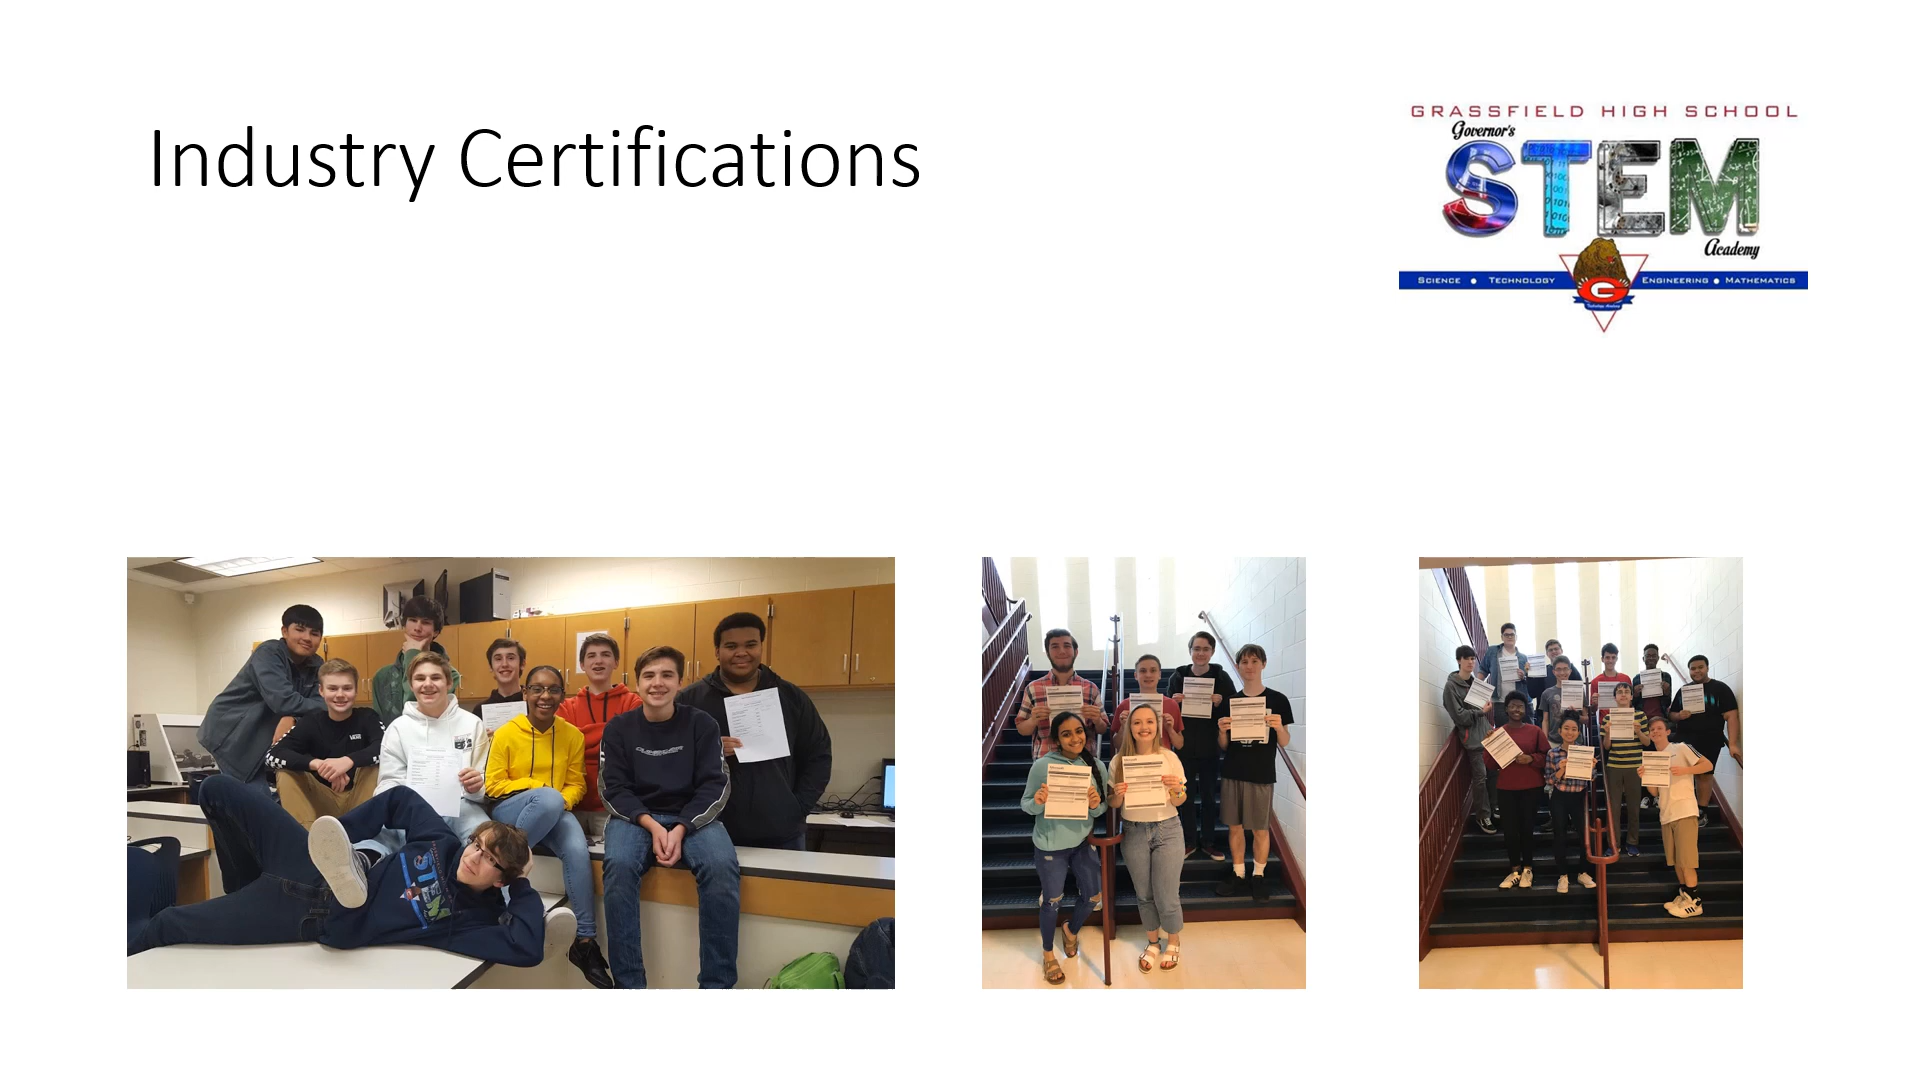 Industry Certifications
GRASSFIELD HIGH SCHOOL
Governor's
STEM
Academy
SCIENCE • TECHNOLOGY
ENGINEERING • MATHEMATICS
G